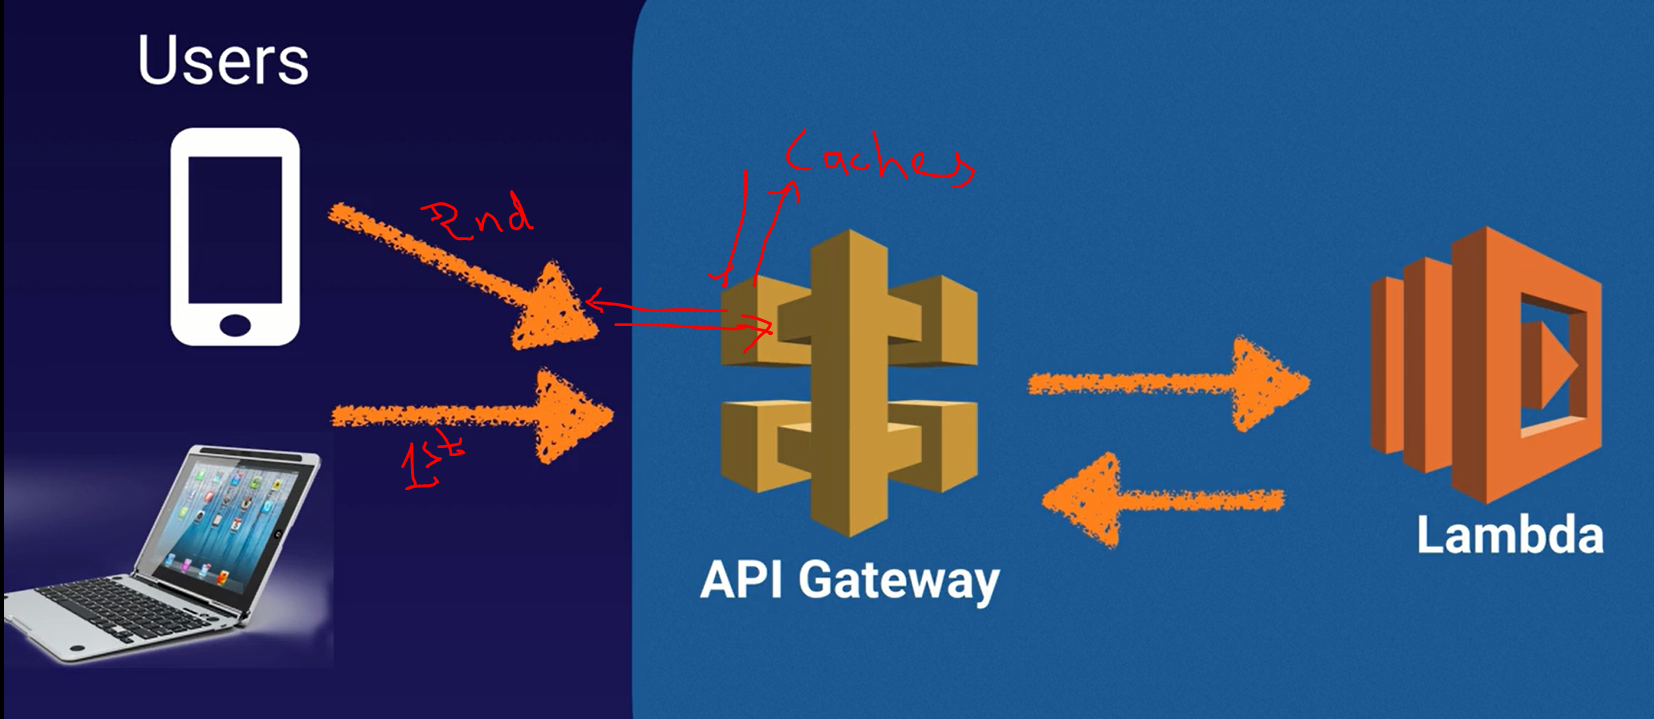 Users
Caches
2nd
1st
API Gateway
Lambda